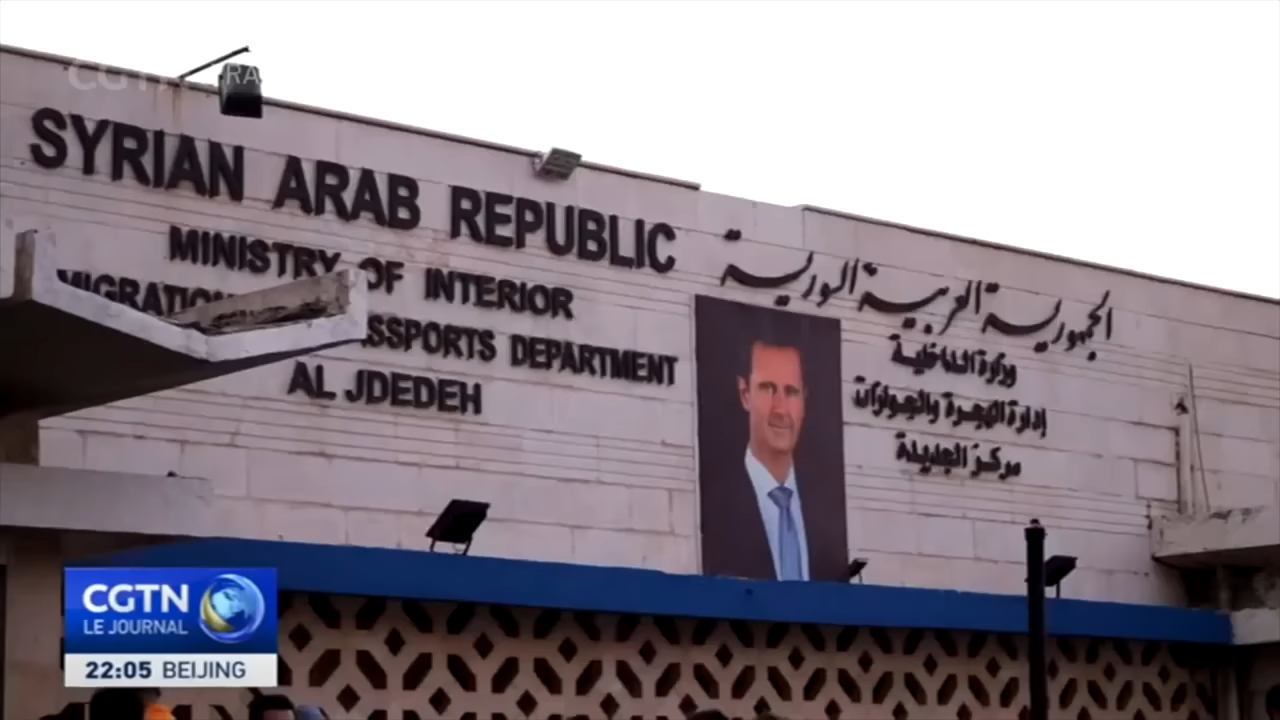 SYRIAN ARAB REPUBLIC
MINISTRY OF INTERIOR
MIGRATION SSPORTS DEPARTMENT
AL JDEDEH
الجمهورية العربية السورية
وزارة الداخلية
إدارة الهجرة والجوازات
مركز الجديدة
CGTN
LE JOURNAL
22:05 BEIJING